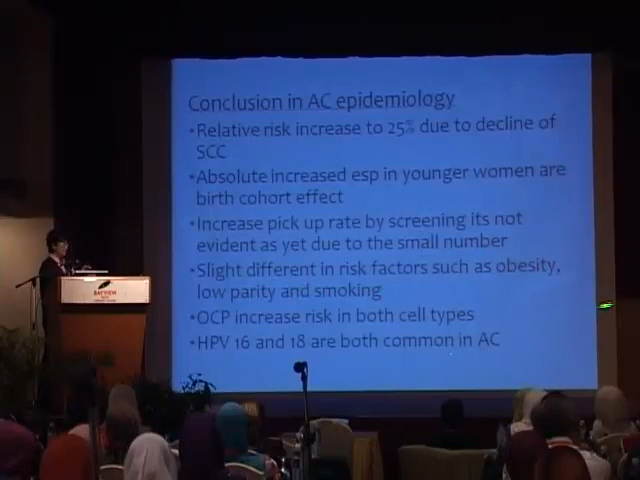 Conclusion in AC epidemiology
•Relative risk increase to 25% due to decline of
SCC
•Absolute increased esp in younger women are
birth cohort effect
•Increase pick up rate by screening its not
evident as yet due to the small number
•Slight different in risk factors such as obesity,
low parity and smoking
•OCP increase risk in both cell types
•HPV 16 and 18 are both common in AC
BAYVIEW